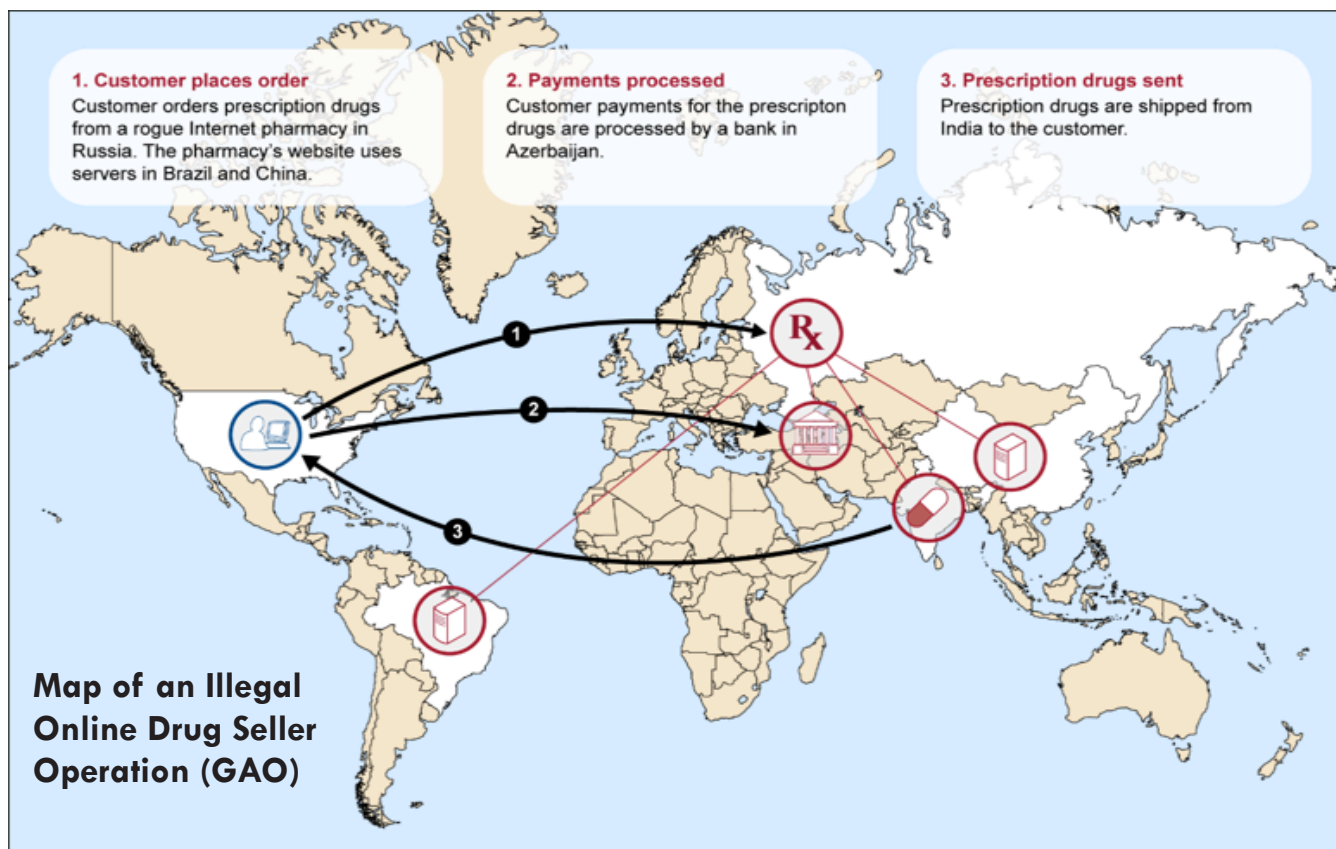 1. Customer places order
Customer orders prescription drugs
from a rogue Internet pharmacy in
Russia. The pharmacy's website uses
servers in Brazil and China.
2. Payments processed
Customer payments for the prescripton
drugs are processed by a bank in
Azerbaijan.
3. Prescription drugs sent
Prescription drugs are shipped from
India to the customer.
1
Rx
2
3
Map of an Illegal
Online Drug Seller
Operation (GAO)